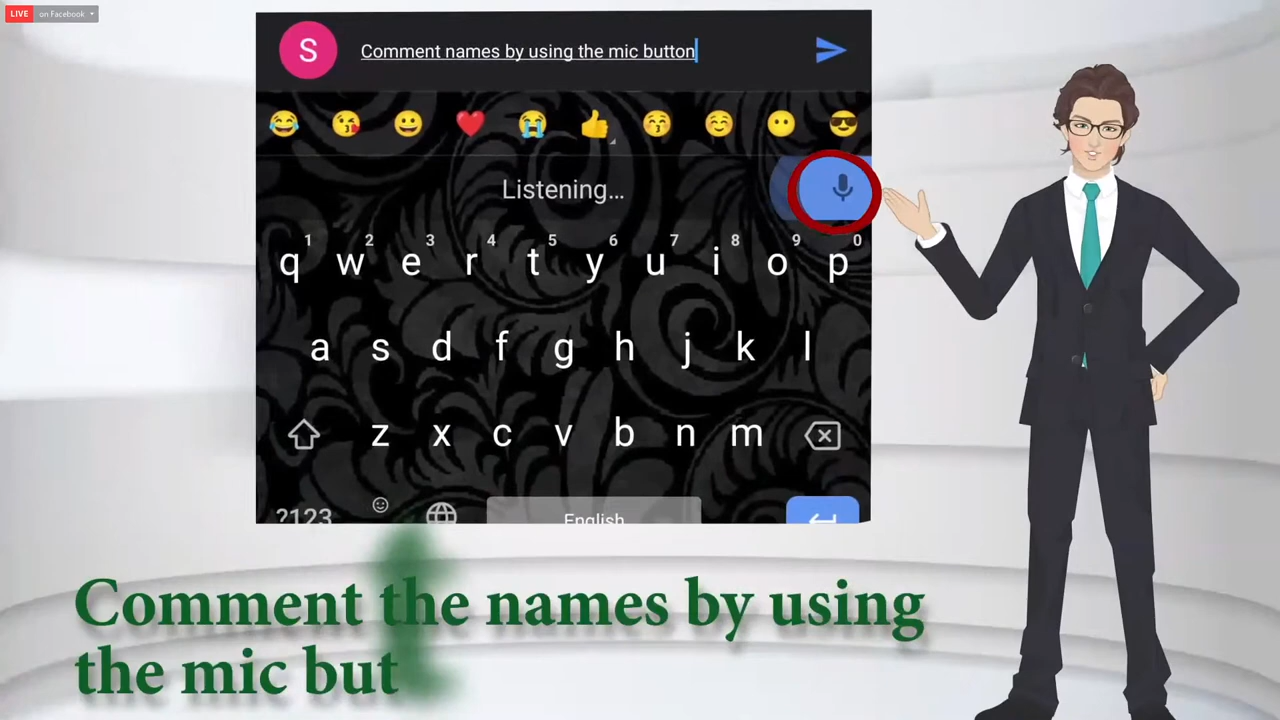 LIVE on Facebook
S Comment names by using the mic button
Listening...
1 2 3 4 5 6 7 8 9 0
q w e r t y u i o p
a s d f g h j k l
z x c v b n m
?123 English
Comment the names by using
the mic but